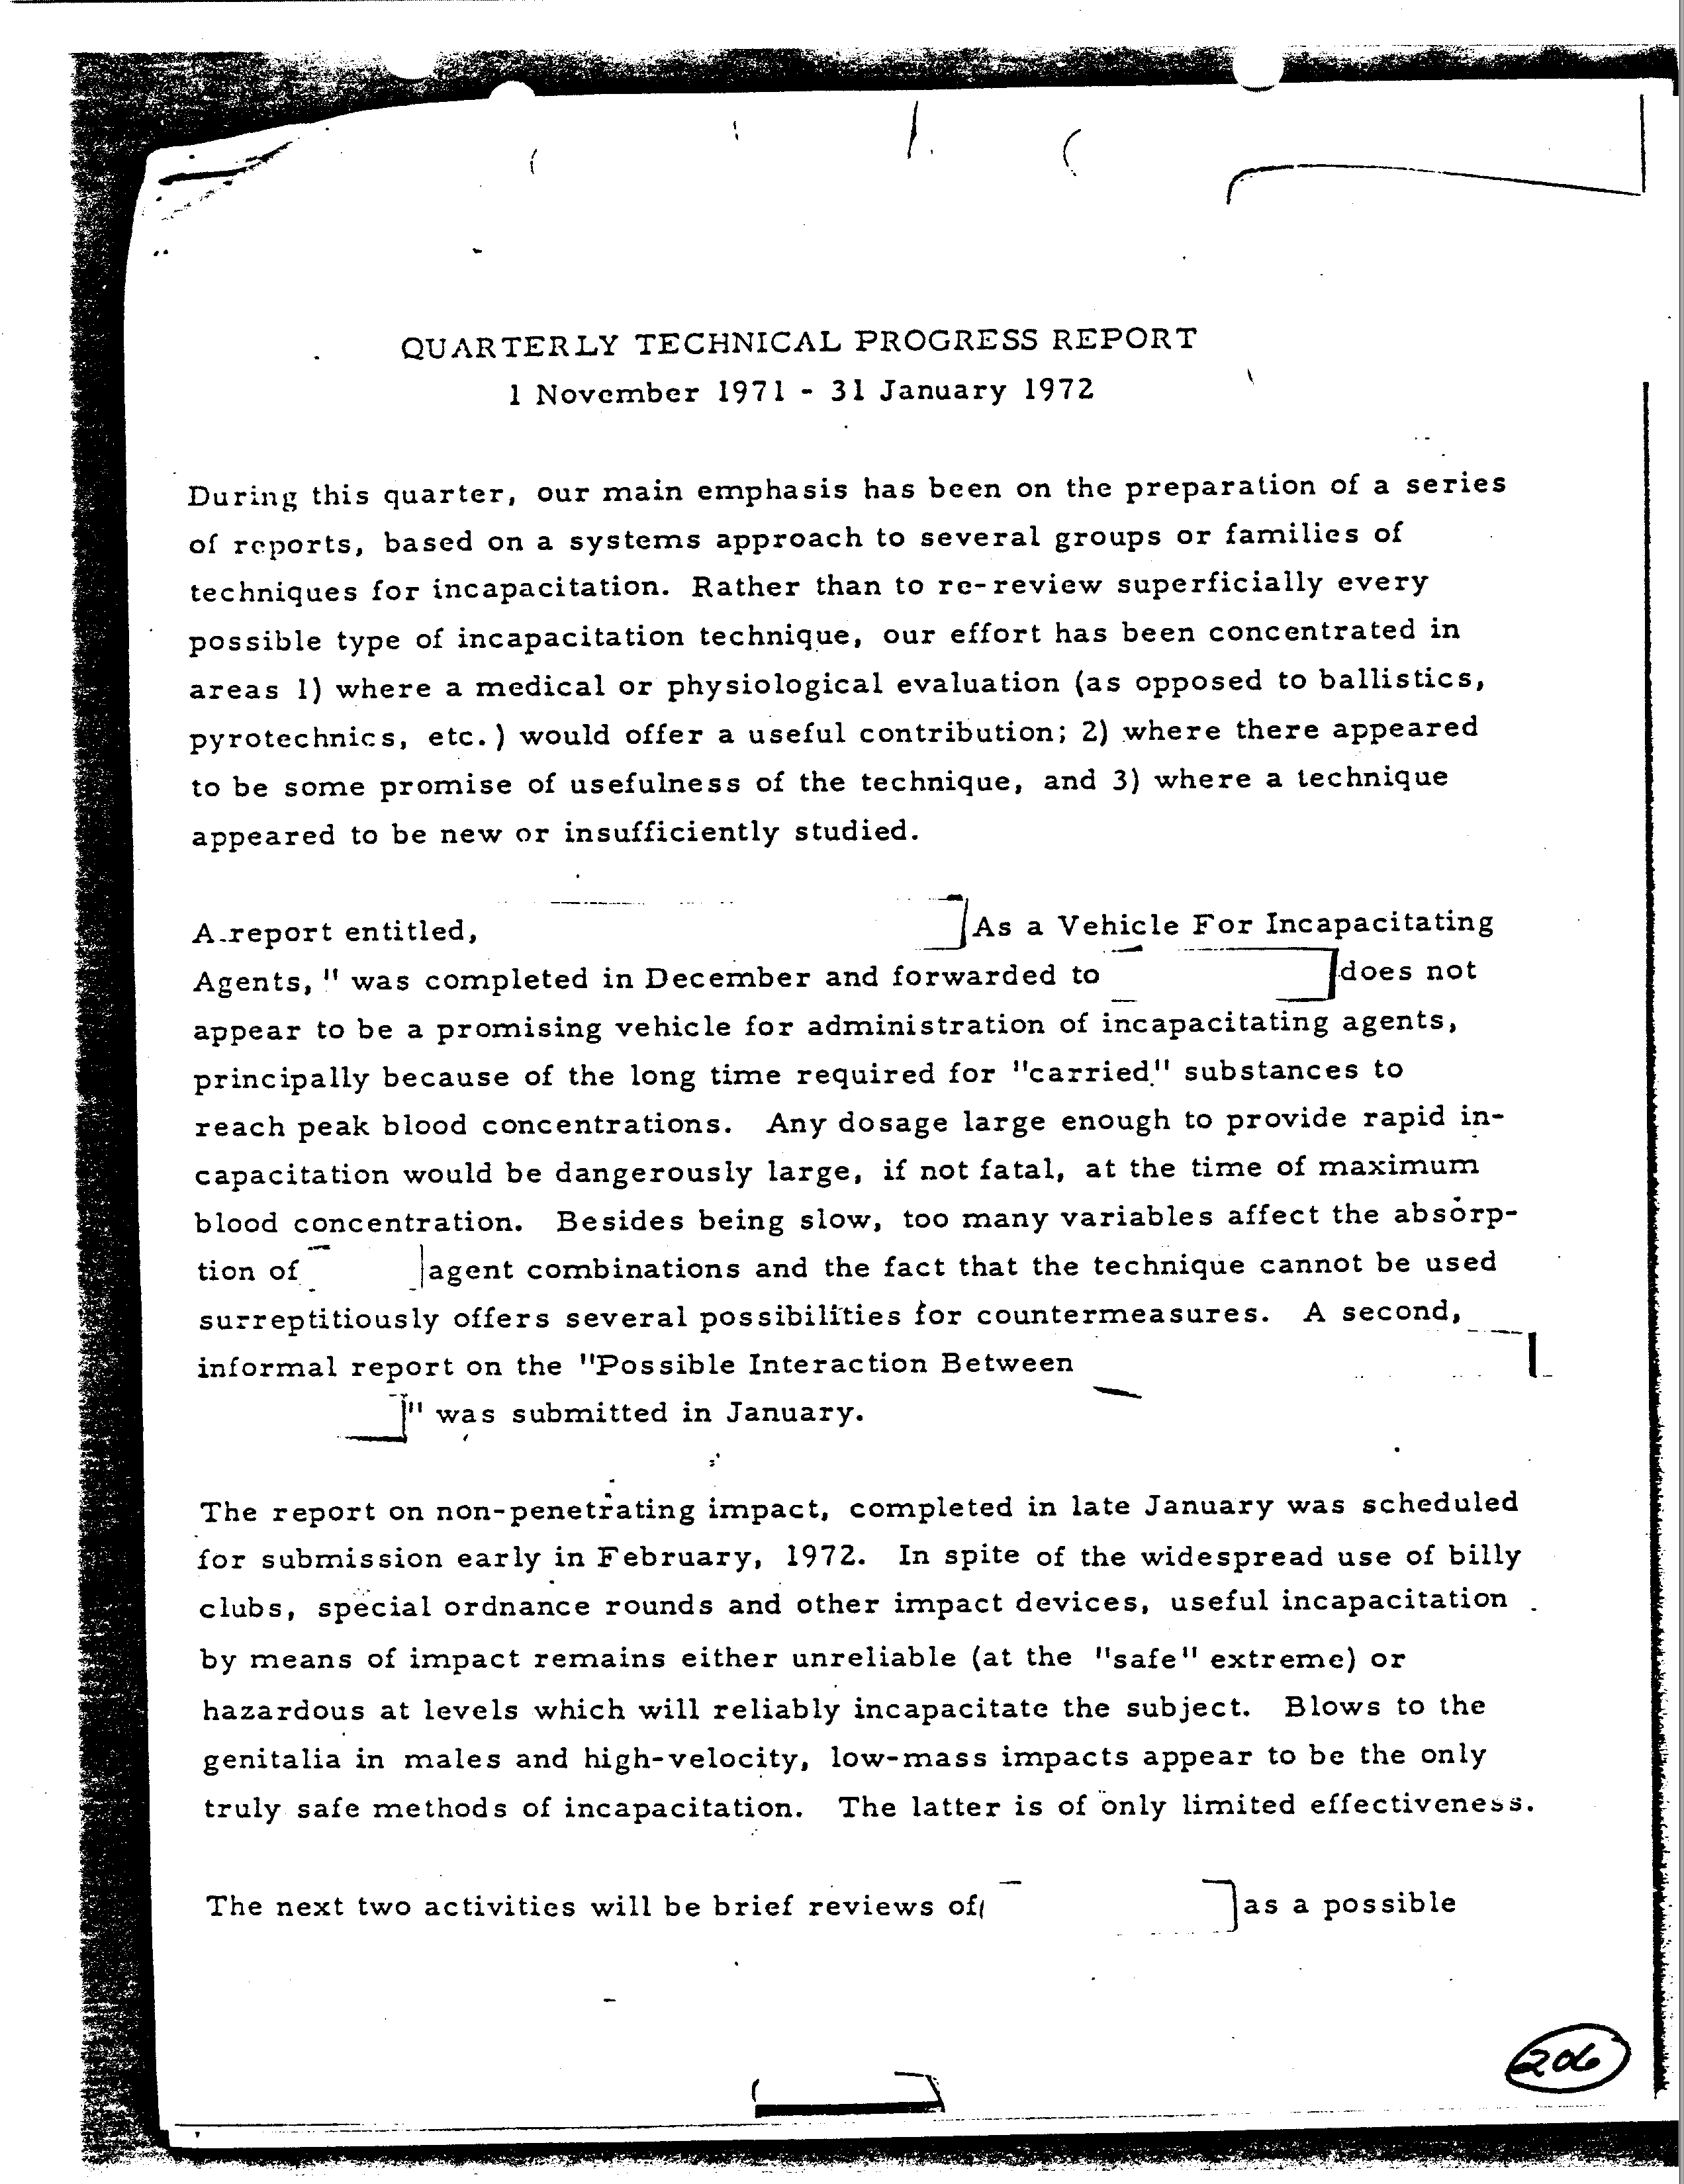 QUARTERLY TECHNICAL PROGRESS REPORT
1 November 1971 - 31 January 1972
During this quarter, our main emphasis has been on the preparation of a series
of reports, based on a systems approach to several groups or families of
techniques for incapacitation. Rather than to re-review superficially every
possible type of incapacitation technique, our effort has been concentrated in
areas 1) where a medical or physiological evaluation (as opposed to ballistics,
pyrotechnics, etc.) would offer a useful contribution; 2) where there appeared
to be some promise of usefulness of the technique, and 3) where a technique
appeared to be new or insufficiently studied.
A report entitled, ] As a Vehicle For Incapacitating
Agents, " was completed in December and forwarded to ] does not
appear to be a promising vehicle for administration of incapacitating agents,
principally because of the long time required for "carried" substances to
reach peak blood concentrations. Any dosage large enough to provide rapid in-
capacitation would be dangerously large, if not fatal, at the time of maximum
blood concentration. Besides being slow, too many variables affect the absorp-
tion of agent combinations and the fact that the technique cannot be used
surreptitiously offers several possibilities for countermeasures. A second,
informal report on the "Possible Interaction Between
]" was submitted in January.
The report on non-penetrating impact, completed in late January was scheduled
for submission early in February, 1972. In spite of the widespread use of billy
clubs, special ordnance rounds and other impact devices, useful incapacitation
by means of impact remains either unreliable (at the "safe" extreme) or
hazardous at levels which will reliably incapacitate the subject. Blows to the
genitalia in males and high-velocity, low-mass impacts appear to be the only
truly safe methods of incapacitation. The latter is of only limited effectiveness.
The next two activities will be brief reviews of ] as a possible
206